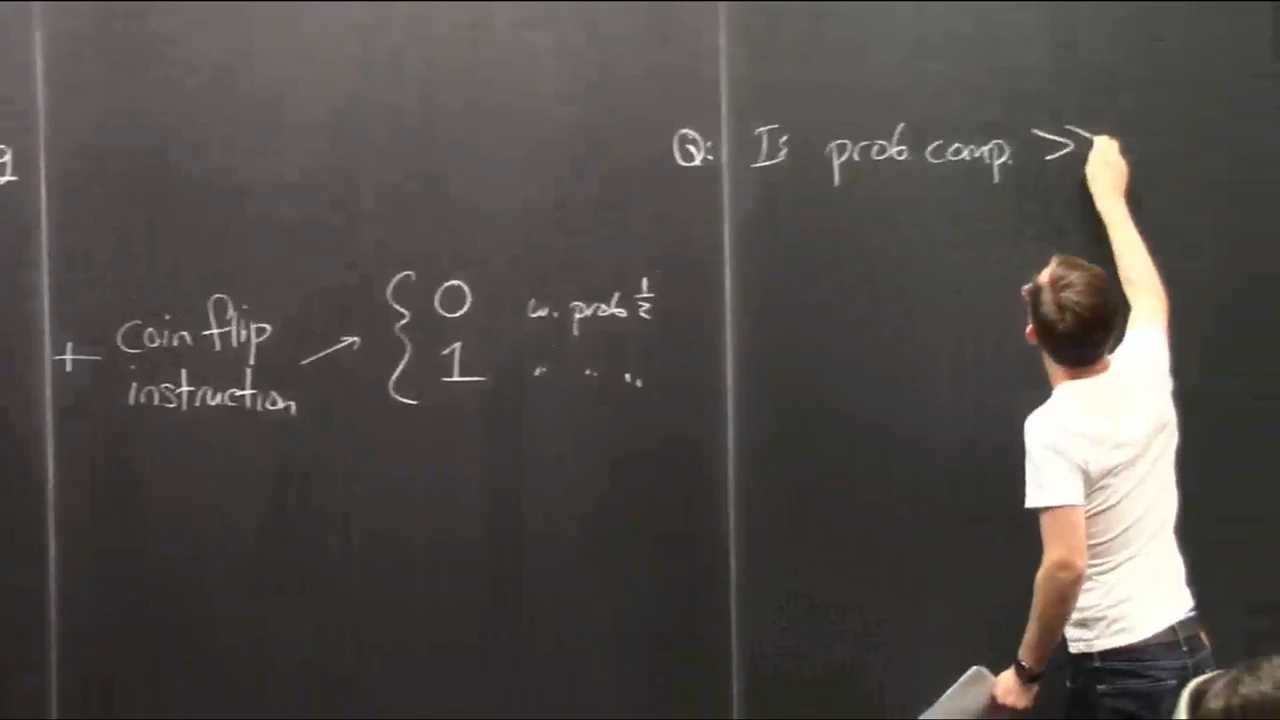 Q: Is prob. comp. >>
+ coin flip
instruction → { 0 w. prob 1/2
1 " " "